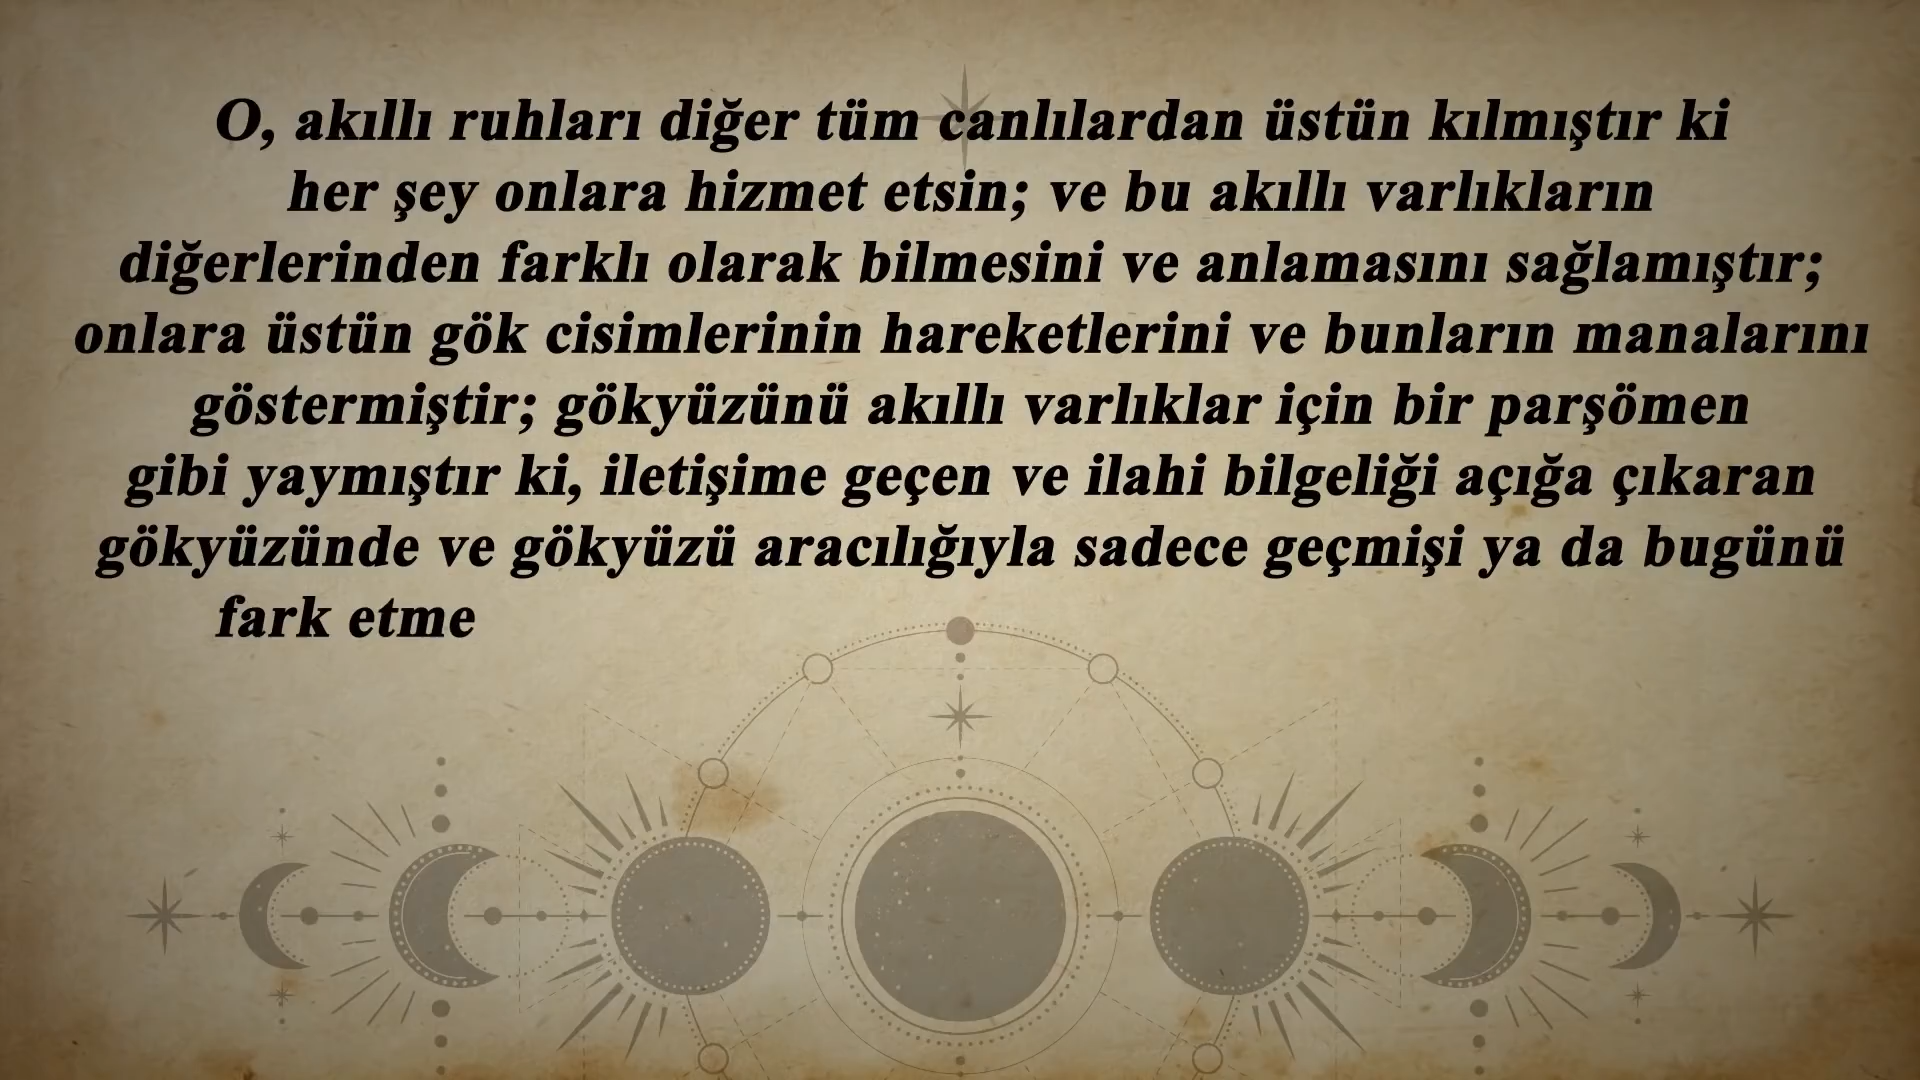 O, akıllı ruhları diğer tüm canlılardan üstün kılmıştır ki
her şey onlara hizmet etsin; ve bu akıllı varlıkların
diğerlerinden farklı olarak bilmesini ve anlamasını sağlamıştır;
onlara üstün gök cisimlerinin hareketlerini ve bunların manalarını
göstermiştir; gökyüzünü akıllı varlıklar için bir parşömen
gibi yaymıştır ki, iletişime geçen ve ilahi bilgeliği açığa çıkaran
gökyüzünde ve gökyüzü aracılığıyla sadece geçmişi ya da bugünü
fark etme